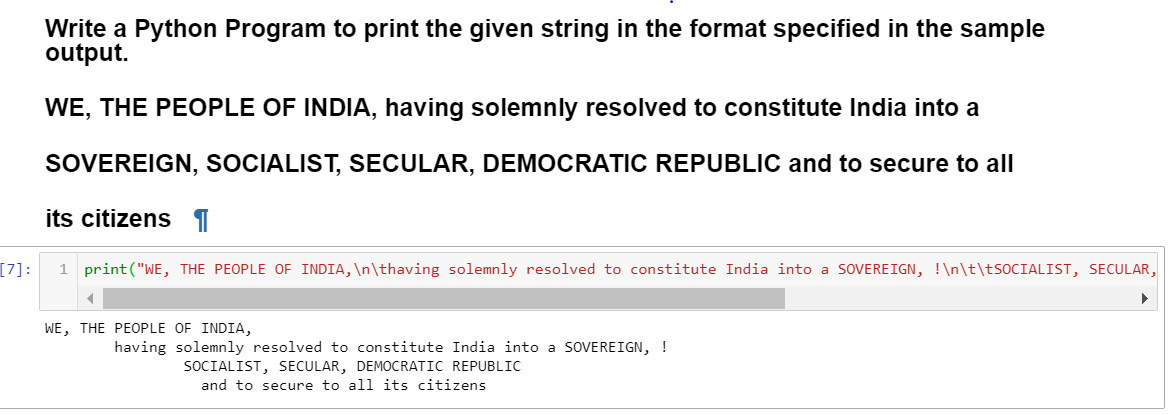 Write a Python Program to print the given string in the format specified in the sample
output.
WE, THE PEOPLE OF INDIA, having solemnly resolved to constitute India into a
SOVEREIGN, SOCIALIST, SECULAR, DEMOCRATIC REPUBLIC and to secure to all
its citizens ¶
[7]: 1 print("WE, THE PEOPLE OF INDIA,\n\thaving solemnly resolved to constitute India into a SOVEREIGN, !\n\t\tSOCIALIST, SECULAR,
WE, THE PEOPLE OF INDIA,
having solemnly resolved to constitute India into a SOVEREIGN, !
SOCIALIST, SECULAR, DEMOCRATIC REPUBLIC
and to secure to all its citizens